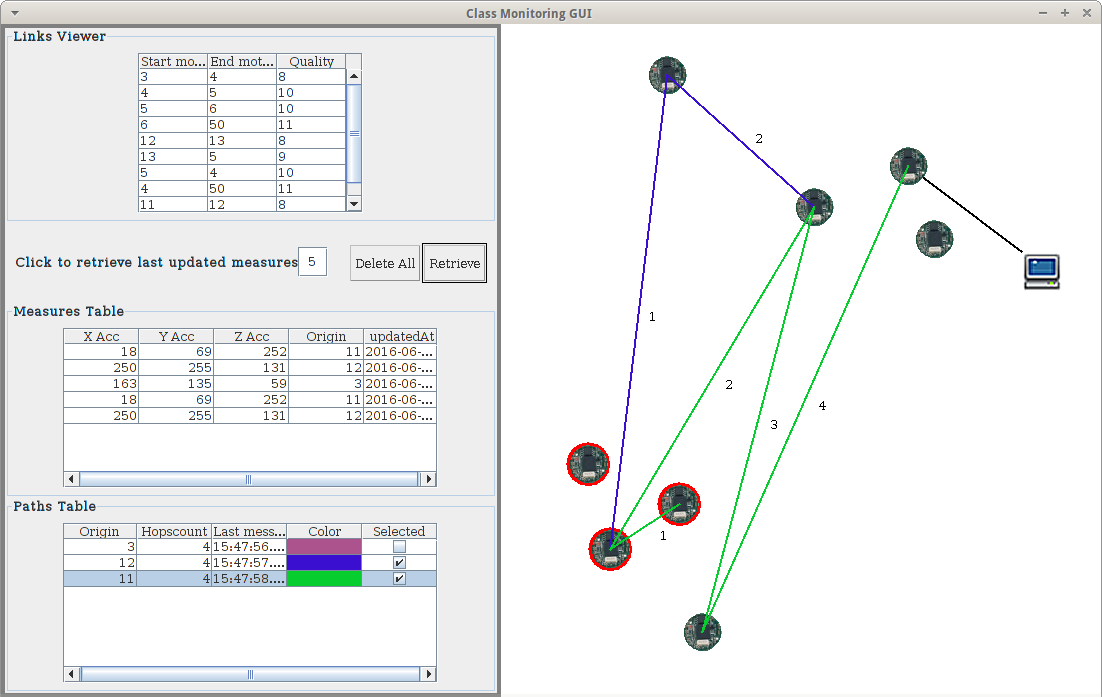 Class Monitoring GUI
Links Viewer
Start mo... End mot... Quality
3 4 8
4 5 10
5 6 10
6 50 11
12 13 8
13 5 9
5 4 10
4 50 11
11 12 8
Click to retrieve last updated measures 5 Delete All Retrieve
Measures Table
X Acc Y Acc Z Acc Origin updatedAt
18 69 252 11 2016-06-...
250 255 131 12 2016-06-...
163 135 59 3 2016-06-...
18 69 252 11 2016-06-...
250 255 131 12 2016-06-...
Paths Table
Origin Hopscount Last mess... Color Selected
3 4 15:47:56....
12 4 15:47:57....
11 4 15:47:58....
2
1
2
4
3
1